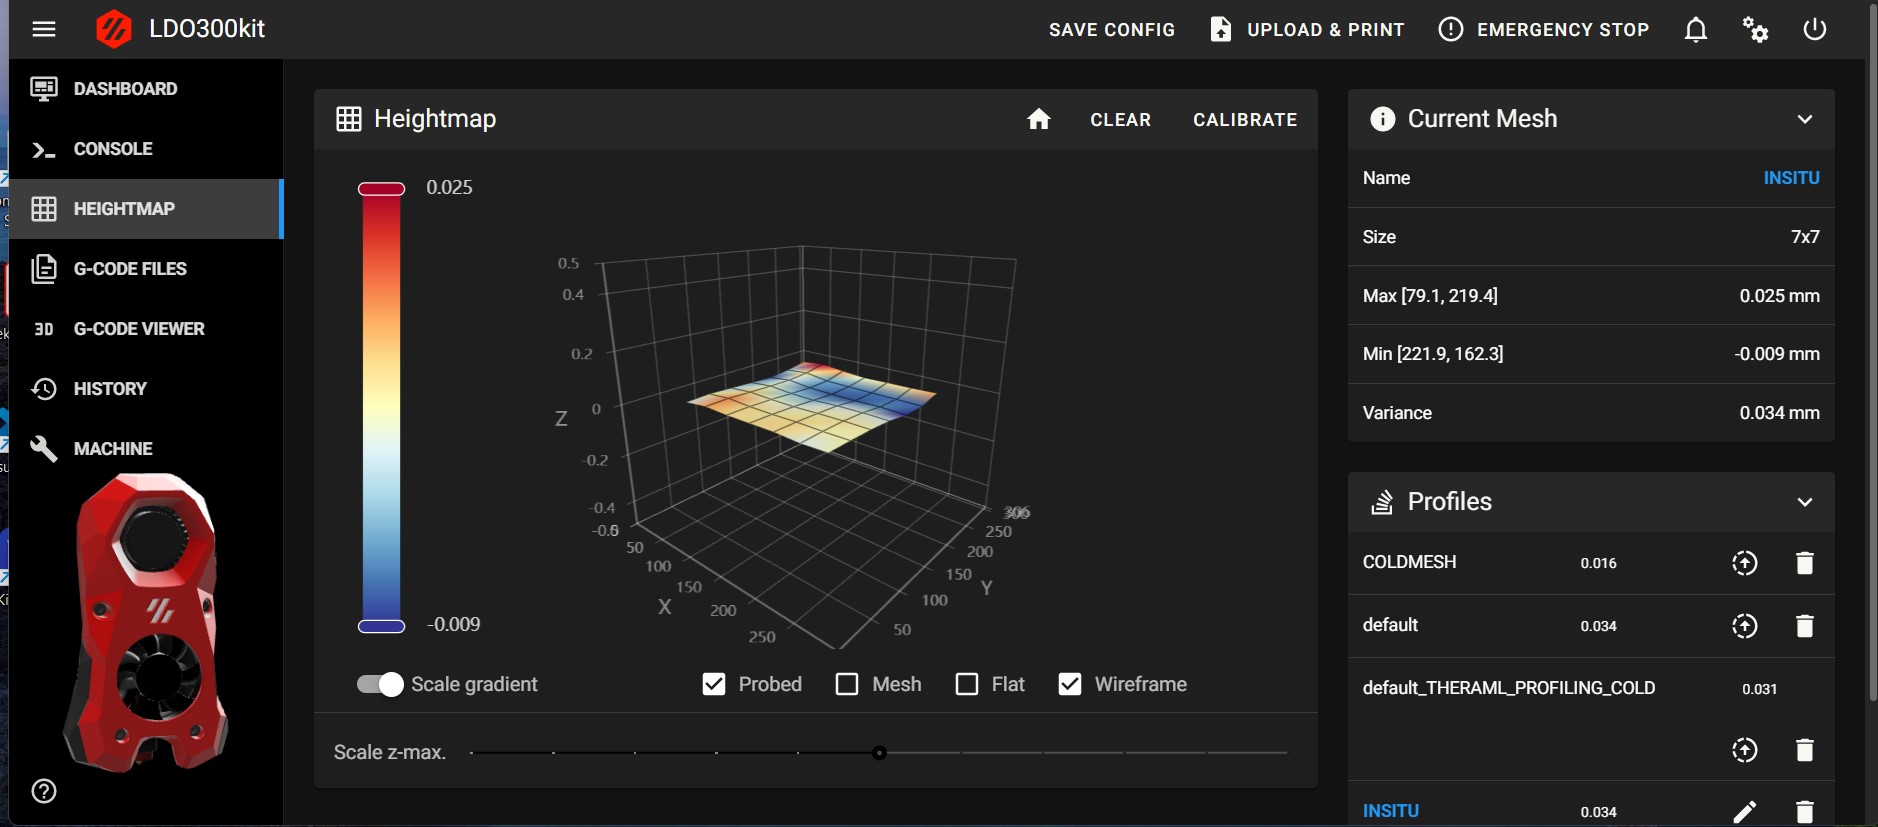 LDO300kit
SAVE CONFIG
UPLOAD & PRINT
EMERGENCY STOP
DASHBOARD
CONSOLE
HEIGHTMAP
G-CODE FILES
3D G-CODE VIEWER
HISTORY
MACHINE
Heightmap
CLEAR
CALIBRATE
0.025
-0.009
0.5
0.4
0.2
Z 0
-0.2
-0.4
50
100
150
X 200
250
250
200
150 Y
100
50
Scale gradient
Probed
Mesh
Flat
Wireframe
Scale z-max.
Current Mesh
Name INSITU
Size 7x7
Max [79.1, 219.4] 0.025 mm
Min [221.9, 162.3] -0.009 mm
Variance 0.034 mm
Profiles
COLDMESH 0.016
default 0.034
default_THERAML_PROFILING_COLD 0.031
INSITU 0.034